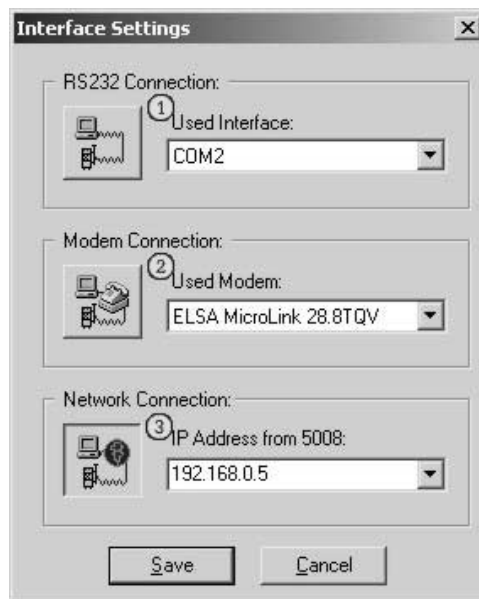 Interface Settings
RS232 Connection:
1
Used Interface:
COM2
Modem Connection:
2
Used Modem:
ELSA MicroLink 28.8TQV
Network Connection:
3
IP Address from 5008:
192.168.0.5
Save
Cancel